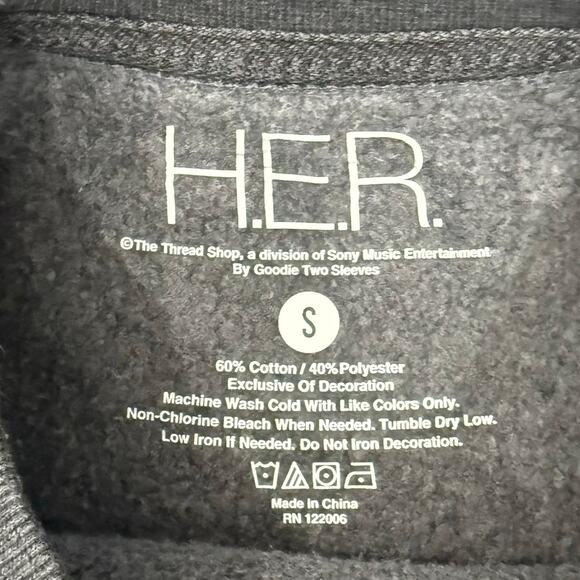 H.E.R.
©The Thread Shop, a division of Sony Music Entertainment
By Goodie Two Sleeves
S
60% Cotton / 40% Polyester
Exclusive Of Decoration
Machine Wash Cold With Like Colors Only.
Non-Chlorine Bleach When Needed. Tumble Dry Low.
Low Iron If Needed. Do Not Iron Decoration.
Made In China
RN 122006